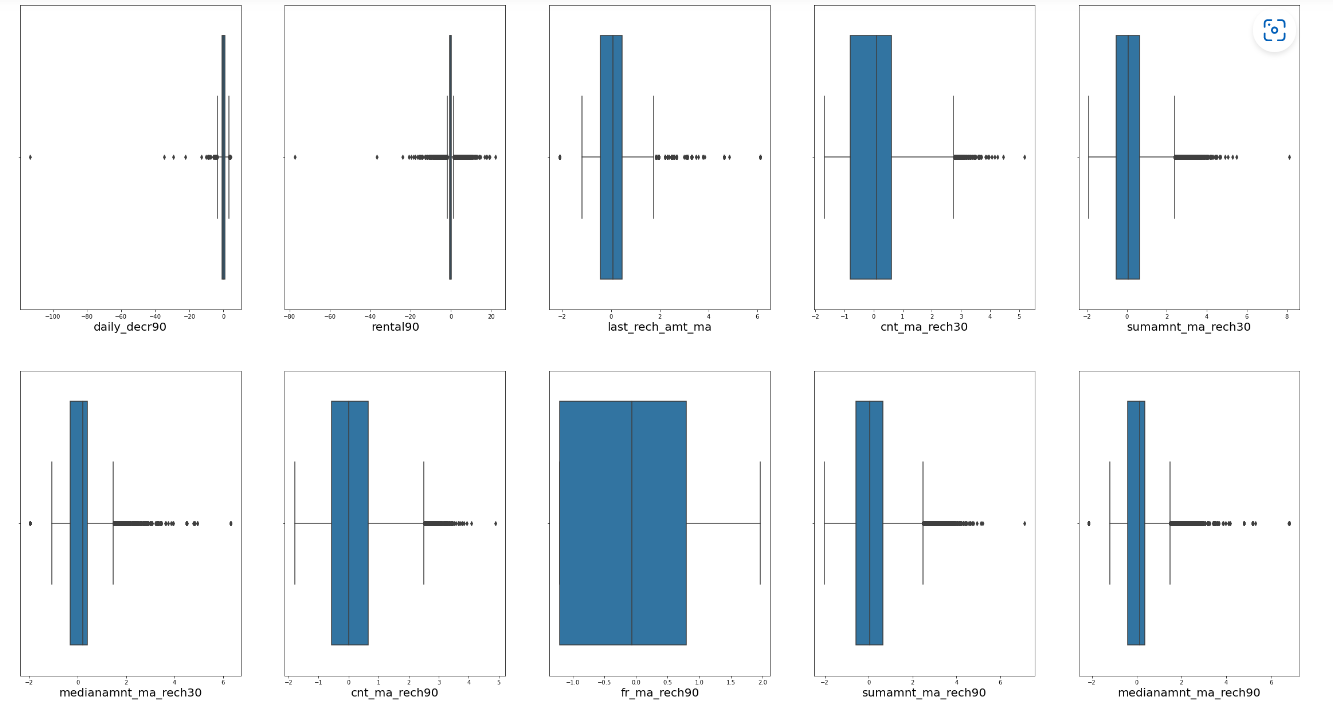 −100 −80 −60 −40 −20 0
daily_decr90
−80 −60 −40 −20 0 20
rental90
−2 0 2 4 6
last_rech_amt_ma
−2 −1 0 1 2 3 4 5
cnt_ma_rech30
−2 0 2 4 6 8
sumamnt_ma_rech30
−2 0 2 4 6
medianamnt_ma_rech30
−2 −1 0 1 2 3 4 5
cnt_ma_rech90
−1.0 −0.5 0.0 0.5 1.0 1.5 2.0
fr_ma_rech90
−2 0 2 4 6
sumamnt_ma_rech90
−2 0 2 4 6
medianamnt_ma_rech90